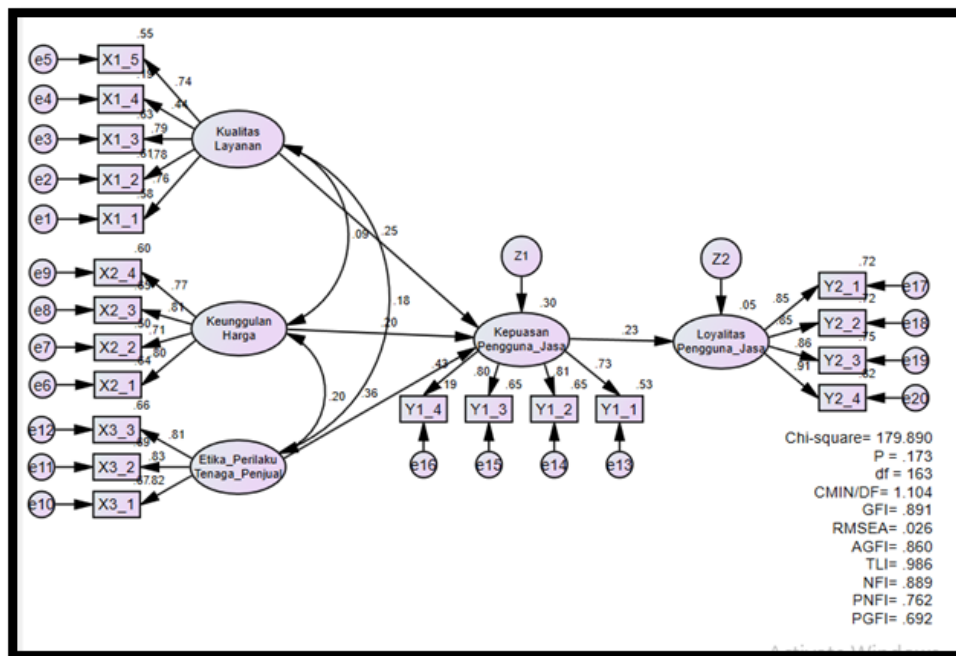 .55
e5 X1_5 .74
e4 X1_4 .44
e3 X1_3 .79
e2 X1_2 .78
.76
e1 X1_1
Kualitas
Layanan
.09
.25
.18
.60
e9 X2_4 .77
e8 X2_3 .81
e7 X2_2 .71
.80
e6 X2_1
Keunggulan
Harga
.20
.20
.36
.66
e12 X3_3 .81
e11 X3_2 .83
.82
e10 X3_1
Etika_Perilaku
Tenaga_Penjual
Z1
.30
Kepuasan
Pengguna_Jasa
.23
.43 .19 .80 .65 .81 .65 .73 .53
Y1_4 Y1_3 Y1_2 Y1_1
e16 e15 e14 e13
Z2
.05
Loyalitas
Pengguna_Jasa
.72
.85 Y2_1 e17
.72
.85 Y2_2 e18
.75
.86 Y2_3 e19
.91 .82
Y2_4 e20
Chi-square= 179.890
P = .173
df = 163
CMIN/DF= 1.104
GFI= .891
RMSEA= .026
AGFI= .860
TLI= .986
NFI= .889
PNFI= .762
PGFI= .692